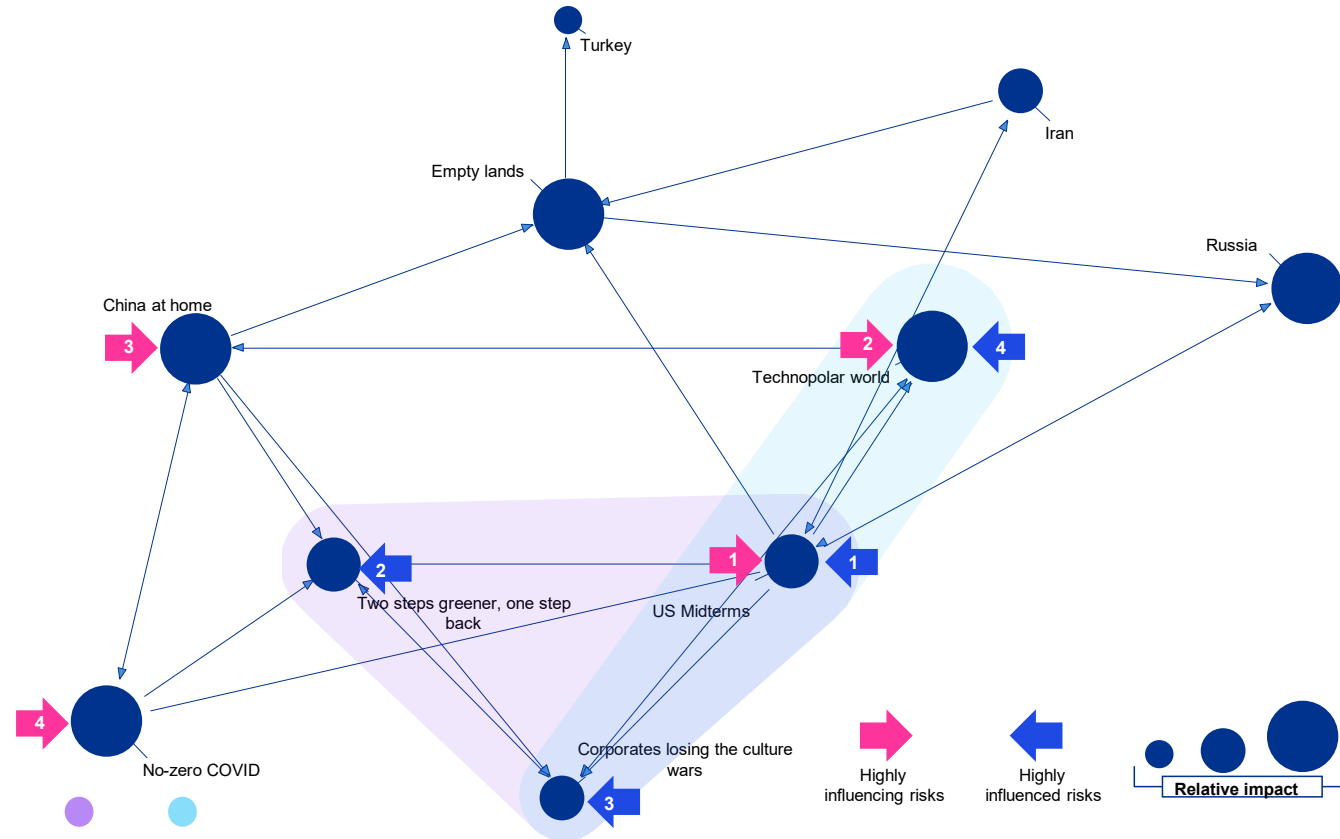 Turkey
Iran
Empty lands
Russia
China at home
3
2
4
Technopolar world
1
1
2
Two steps greener, one step
back
US Midterms
4
No-zero COVID
Corporates losing the culture
wars
3
Highly
influencing risks
Highly
influenced risks
Relative impact